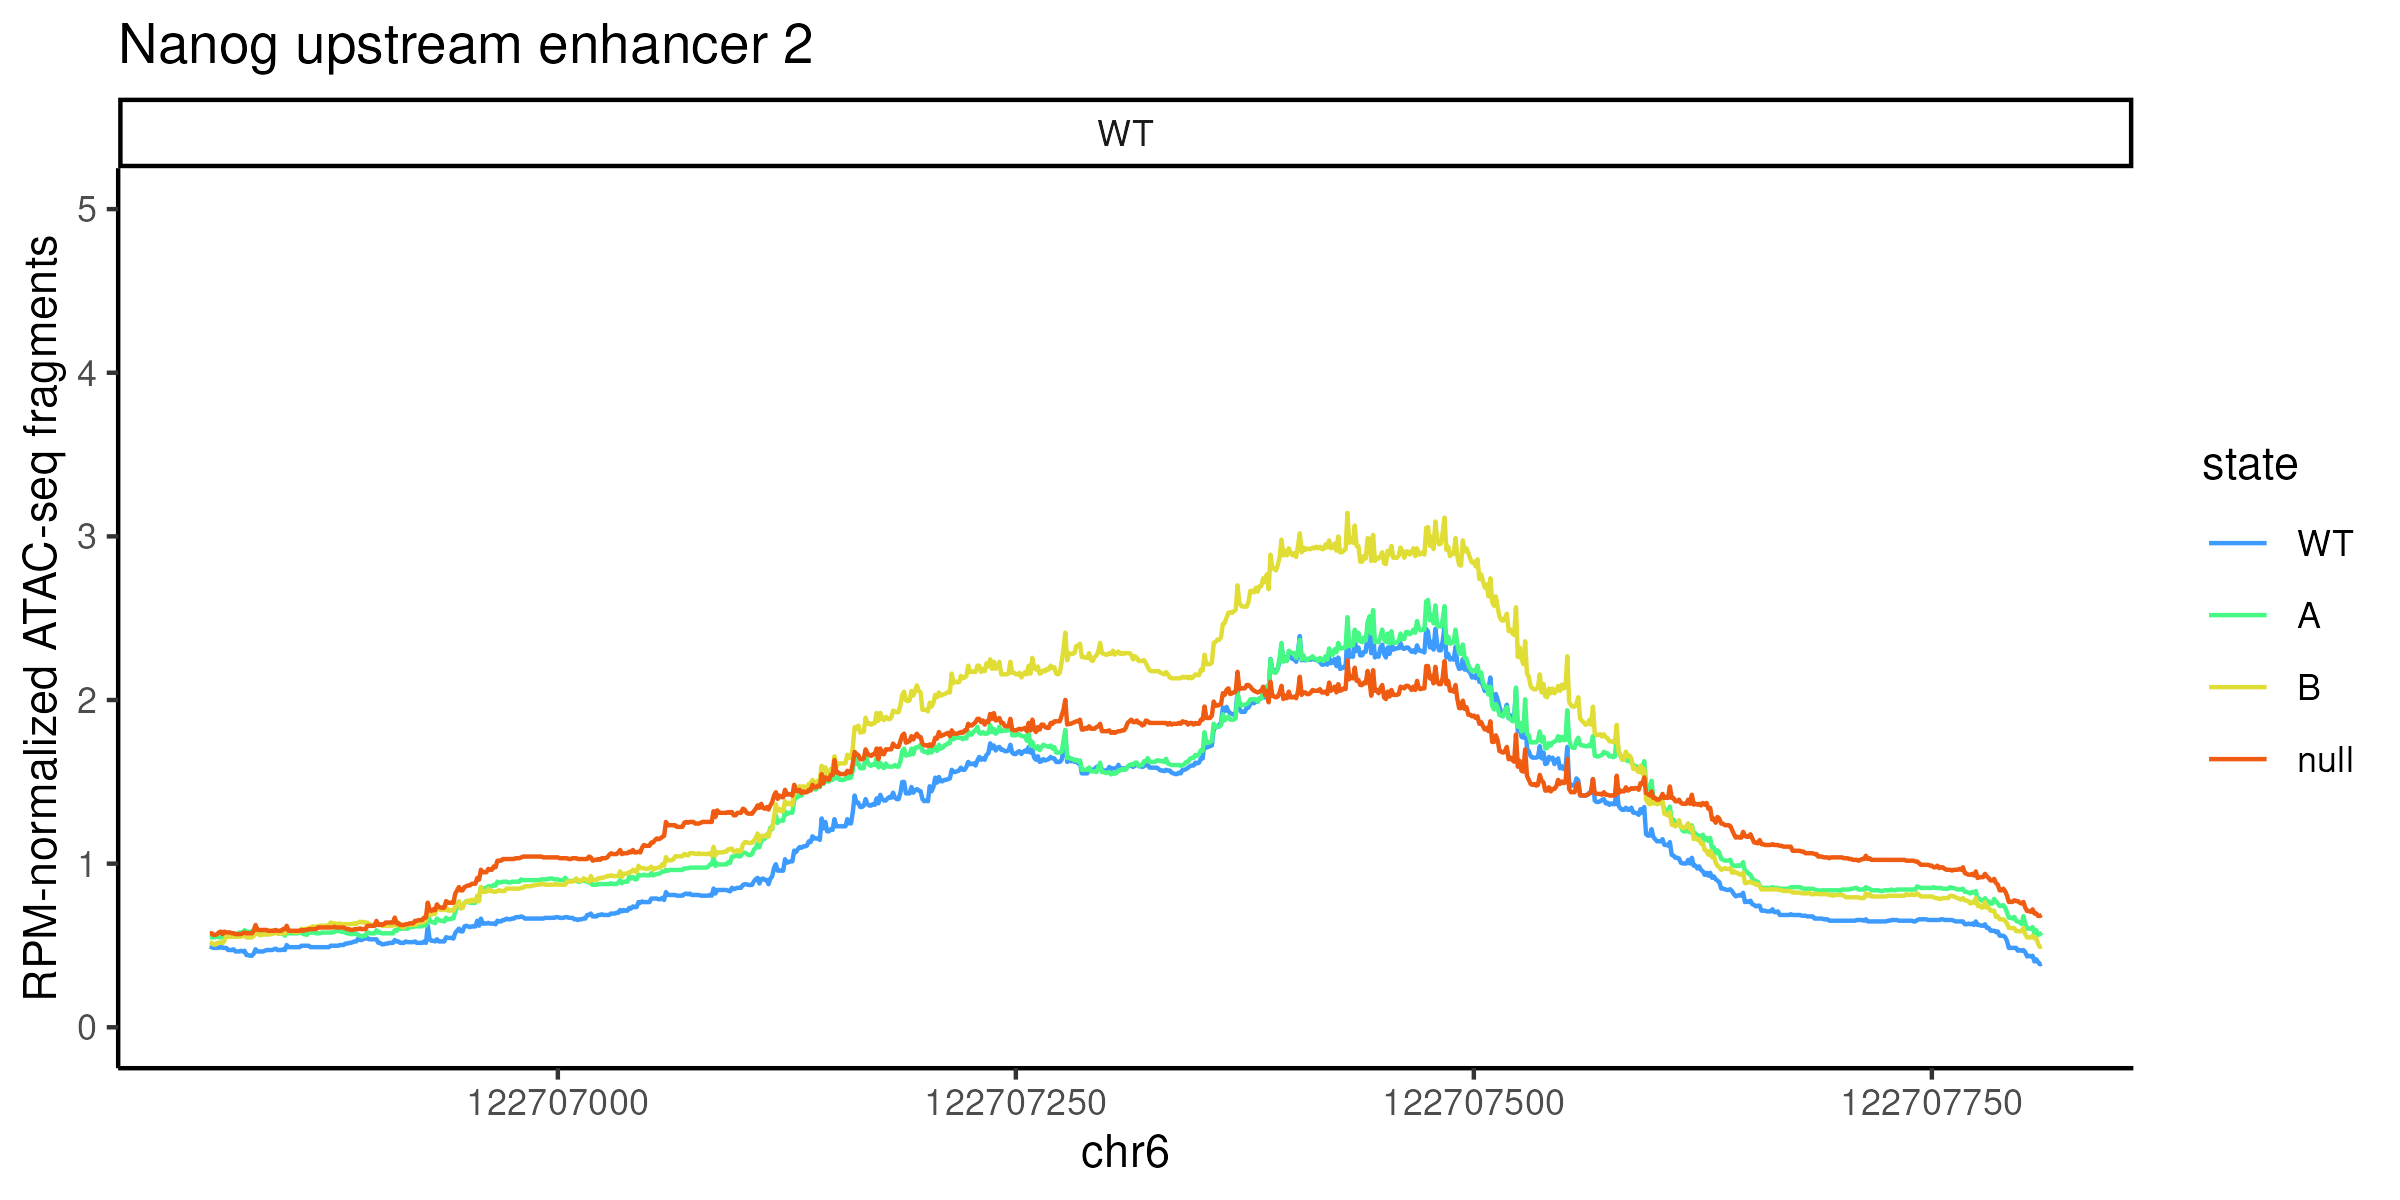 Nanog upstream enhancer 2
WT
RPM-normalized ATAC-seq fragments
5
4
3
2
1
0
122707000 122707250 122707500 122707750
chr6
state
WT
A
B
null